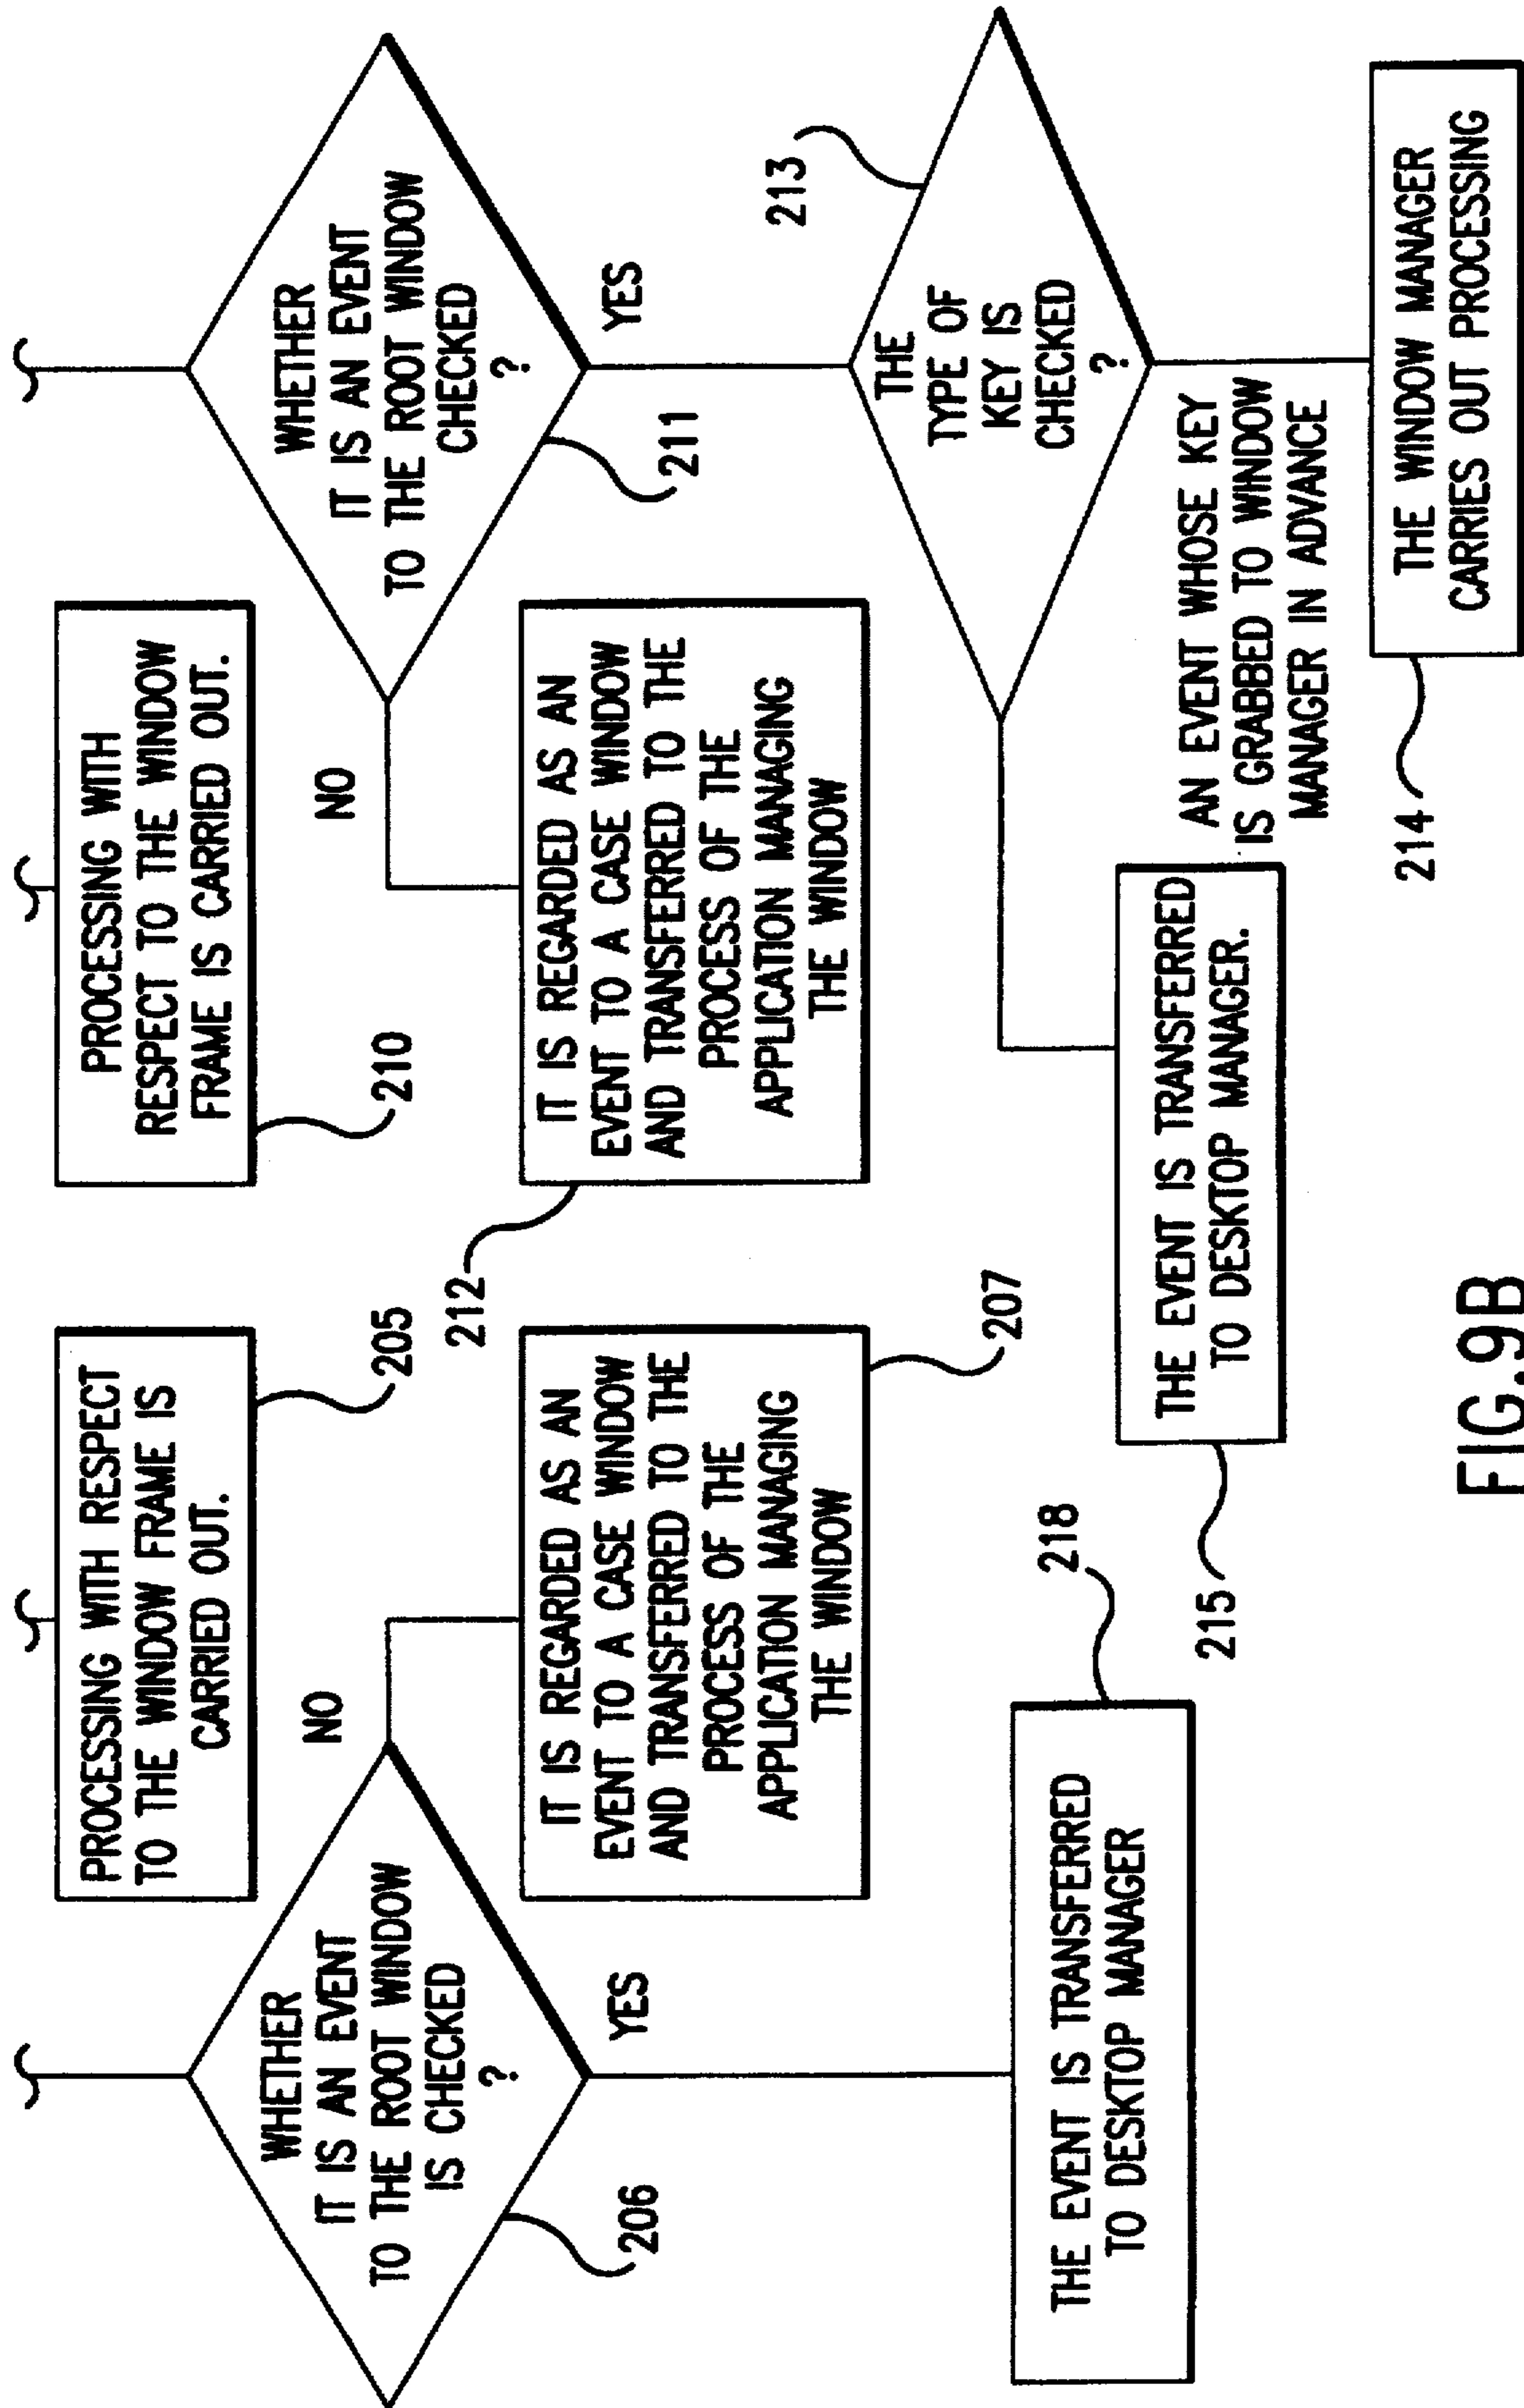 WHETHER
IT IS AN EVENT
TO THE ROOT WINDOW
IS CHECKED
?
206
YES
NO
PROCESSING WITH RESPECT
TO THE WINDOW FRAME IS
CARRIED OUT.
205
IT IS REGARDED AS AN
EVENT TO A CASE WINDOW
AND TRANSFERRED TO THE
PROCESS OF THE
APPLICATION MANAGING
THE WINDOW
207
THE EVENT IS TRANSFERRED
TO DESKTOP MANAGER
218
PROCESSING WITH
RESPECT TO THE WINDOW
FRAME IS CARRIED OUT.
210
WHETHER
IT IS AN EVENT
TO THE ROOT WINDOW
CHECKED
?
211
NO
YES
IT IS REGARDED AS AN
EVENT TO A CASE WINDOW
AND TRANSFERRED TO THE
PROCESS OF THE
APPLICATION MANAGING
THE WINDOW
212
THE
TYPE OF
KEY IS
CHECKED
?
213
THE EVENT IS TRANSFERRED
TO DESKTOP MANAGER.
215
AN EVENT WHOSE KEY
IS GRABBED TO WINDOW
MANAGER IN ADVANCE
THE WINDOW MANAGER
CARRIES OUT PROCESSING
214
FIG.9B